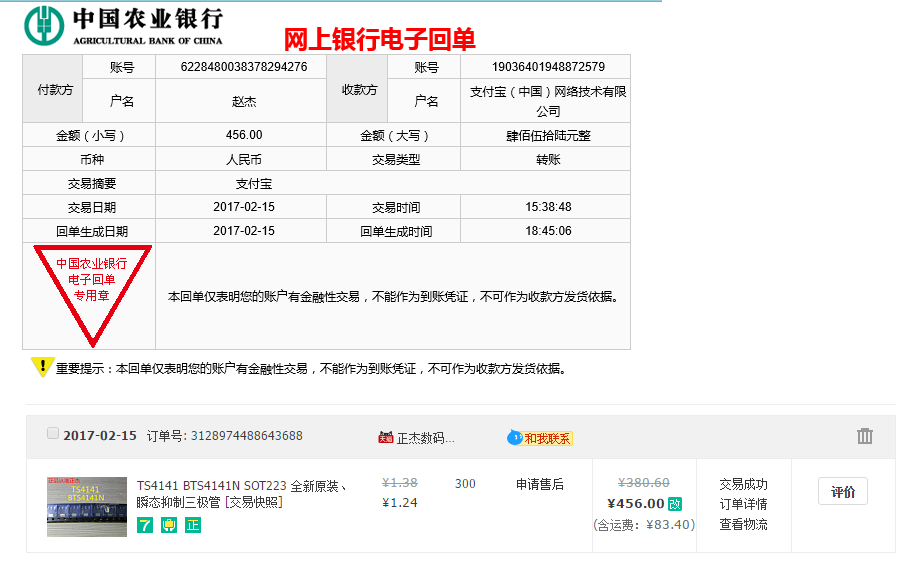 中国农业银行
AGRICULTURAL BANK OF CHINA
网上银行电子回单
付款方 账号 6228480038378294276 收款方 账号 19036401948872579
户名 赵杰 户名 支付宝（中国）网络技术有限公司
金额（小写） 456.00 金额（大写） 肆佰伍拾陆元整
币种 人民币 交易类型 转账
交易摘要 支付宝
交易日期 2017-02-15 交易时间 15:38:48
回单生成日期 2017-02-15 回单生成时间 18:45:06
中国农业银行
电子回单
专用章
本回单仅表明您的账户有金融性交易，不能作为到账凭证，不可作为收款方发货依据。
重要提示：本回单仅表明您的账户有金融性交易，不能作为到账凭证，不可作为收款方发货依据。
2017-02-15 订单号: 3128974488643688 天猫 正杰数码... 和我联系
TS4141
BTS4141N
TS4141 BTS4141N SOT223 全新原装、
瞬态抑制三极管 [交易快照]
7 正
¥1.38
¥1.24
300
申请售后
¥380.60
¥456.00 改
(含运费：¥83.40)
交易成功
订单详情
查看物流
评价